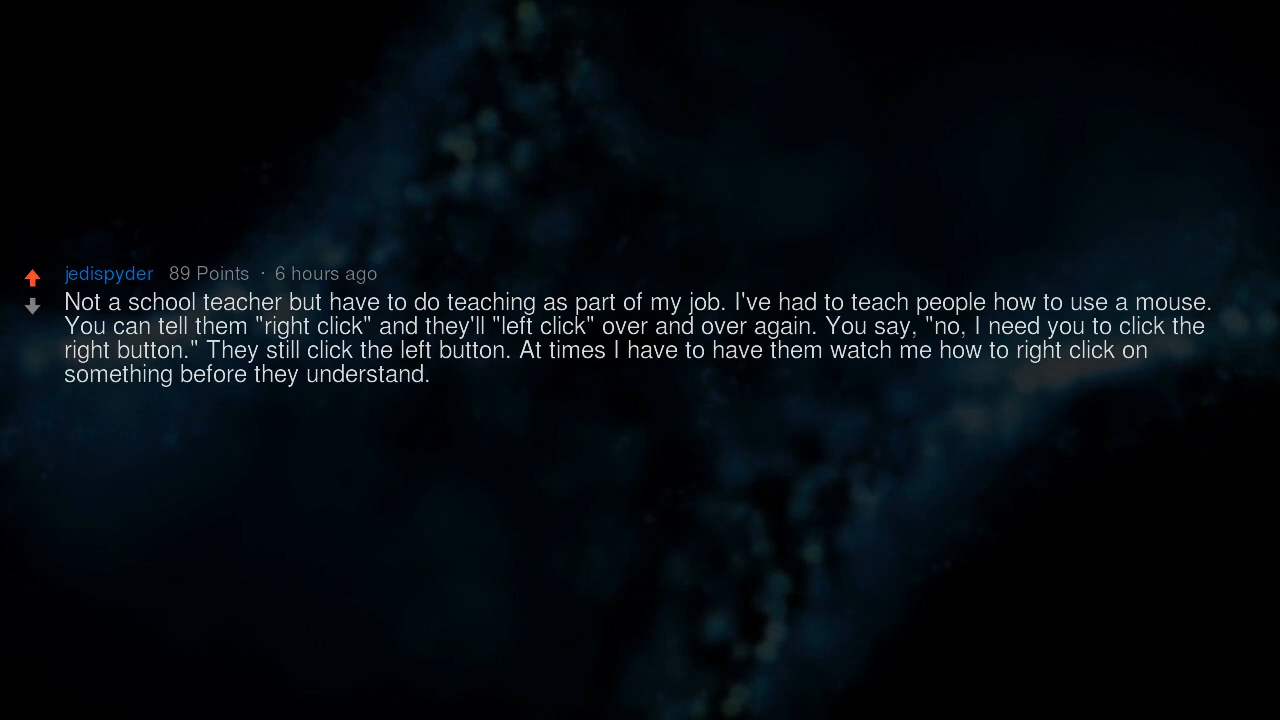 jedispyder 89 Points · 6 hours ago
Not a school teacher but have to do teaching as part of my job. I've had to teach people how to use a mouse.
You can tell them "right click" and they'll "left click" over and over again. You say, "no, I need you to click the
right button." They still click the left button. At times I have to have them watch me how to right click on
something before they understand.